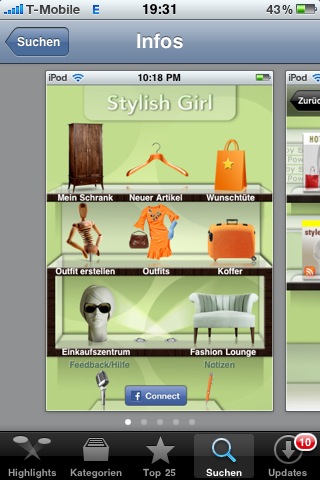 T-Mobile E 19:31 43%
Suchen Infos
iPod 10:18 PM iPod
Stylish Girl
Zurüc
Mein Schrank Neuer Artikel Wunschtüte
Outfit erstellen Outfits Koffer
Einkaufszentrum Fashion Lounge
Feedback/Hilfe Notizen
f Connect
10
Highlights Kategorien Top 25 Suchen Updates